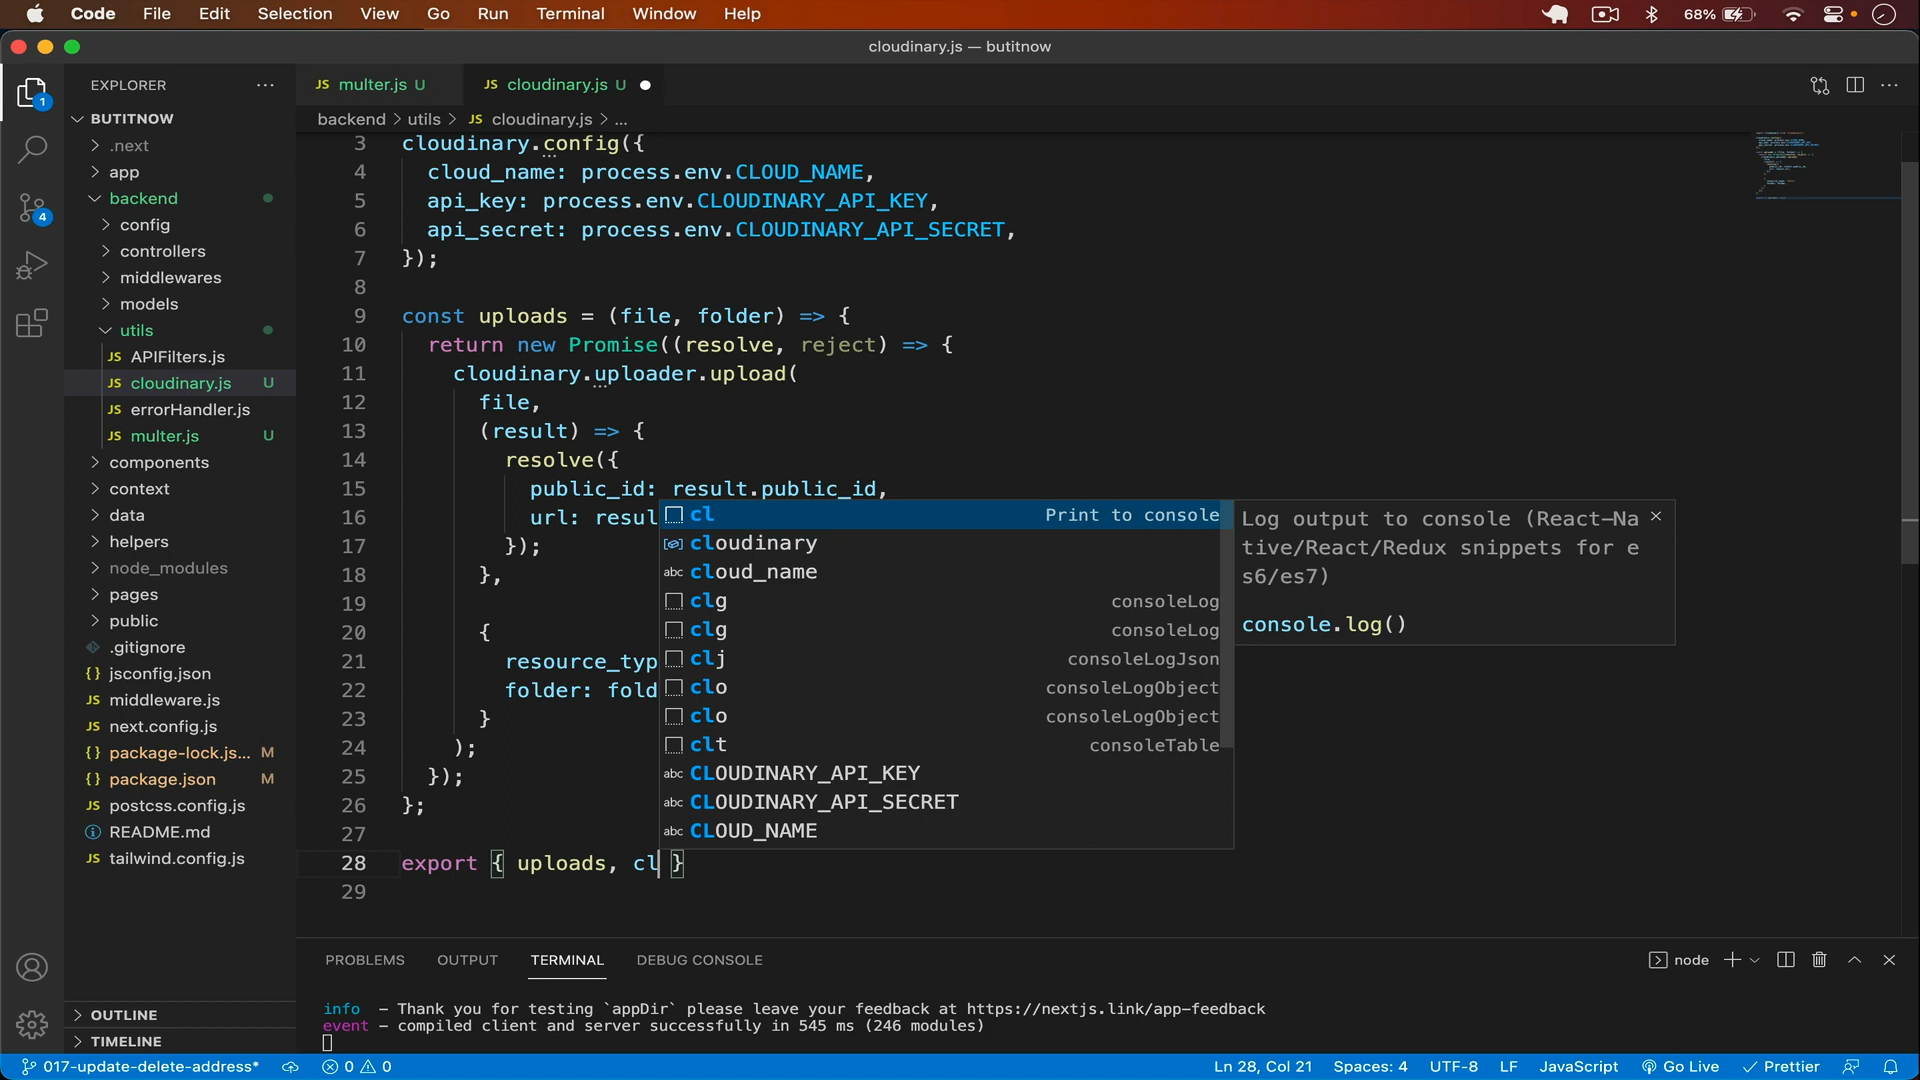 Code File Edit Selection View Go Run Terminal Window Help 68%
cloudinary.js — butitnow
EXPLORER
BUTITNOW
.next
app
backend
config
controllers
middlewares
models
utils
JS APIFilters.js
JS cloudinary.js U
JS errorHandler.js
JS multer.js U
components
context
data
helpers
node_modules
pages
public
.gitignore
{} jsconfig.json
JS middleware.js
JS next.config.js
{} package-lock.js... M
{} package.json M
JS postcss.config.js
README.md
JS tailwind.config.js
OUTLINE
TIMELINE
1
4
JS multer.js U
JS cloudinary.js U
backend > utils > JS cloudinary.js > ...
3 cloudinary.config({
4 cloud_name: process.env.CLOUD_NAME,
5 api_key: process.env.CLOUDINARY_API_KEY,
6 api_secret: process.env.CLOUDINARY_API_SECRET,
7 });
8
9 const uploads = (file, folder) => {
10 return new Promise((resolve, reject) => {
11 cloudinary.uploader.upload(
12 file,
13 (result) => {
14 resolve({
15 public_id: result.public_id,
16 url: resul
17 });
18 },
19
20 {
21 resource_typ
22 folder: fold
23 }
24 );
25 });
26 };
27
28 export { uploads, cl }
29
cl Print to console
cloudinary
abc cloud_name
clg consoleLog
clg consoleLog
clj consoleLogJson
clo consoleLogObject
clo consoleLogObject
clt consoleTable
abc CLOUDINARY_API_KEY
abc CLOUDINARY_API_SECRET
abc CLOUD_NAME
Log output to console (React-Na
tive/React/Redux snippets for e
s6/es7)
console.log()
PROBLEMS OUTPUT TERMINAL DEBUG CONSOLE
node
info – Thank you for testing `appDir` please leave your feedback at https://nextjs.link/app-feedback
event – compiled client and server successfully in 545 ms (246 modules)
017-update-delete-address* 0 0 Ln 28, Col 21 Spaces: 4 UTF-8 LF JavaScript Go Live Prettier